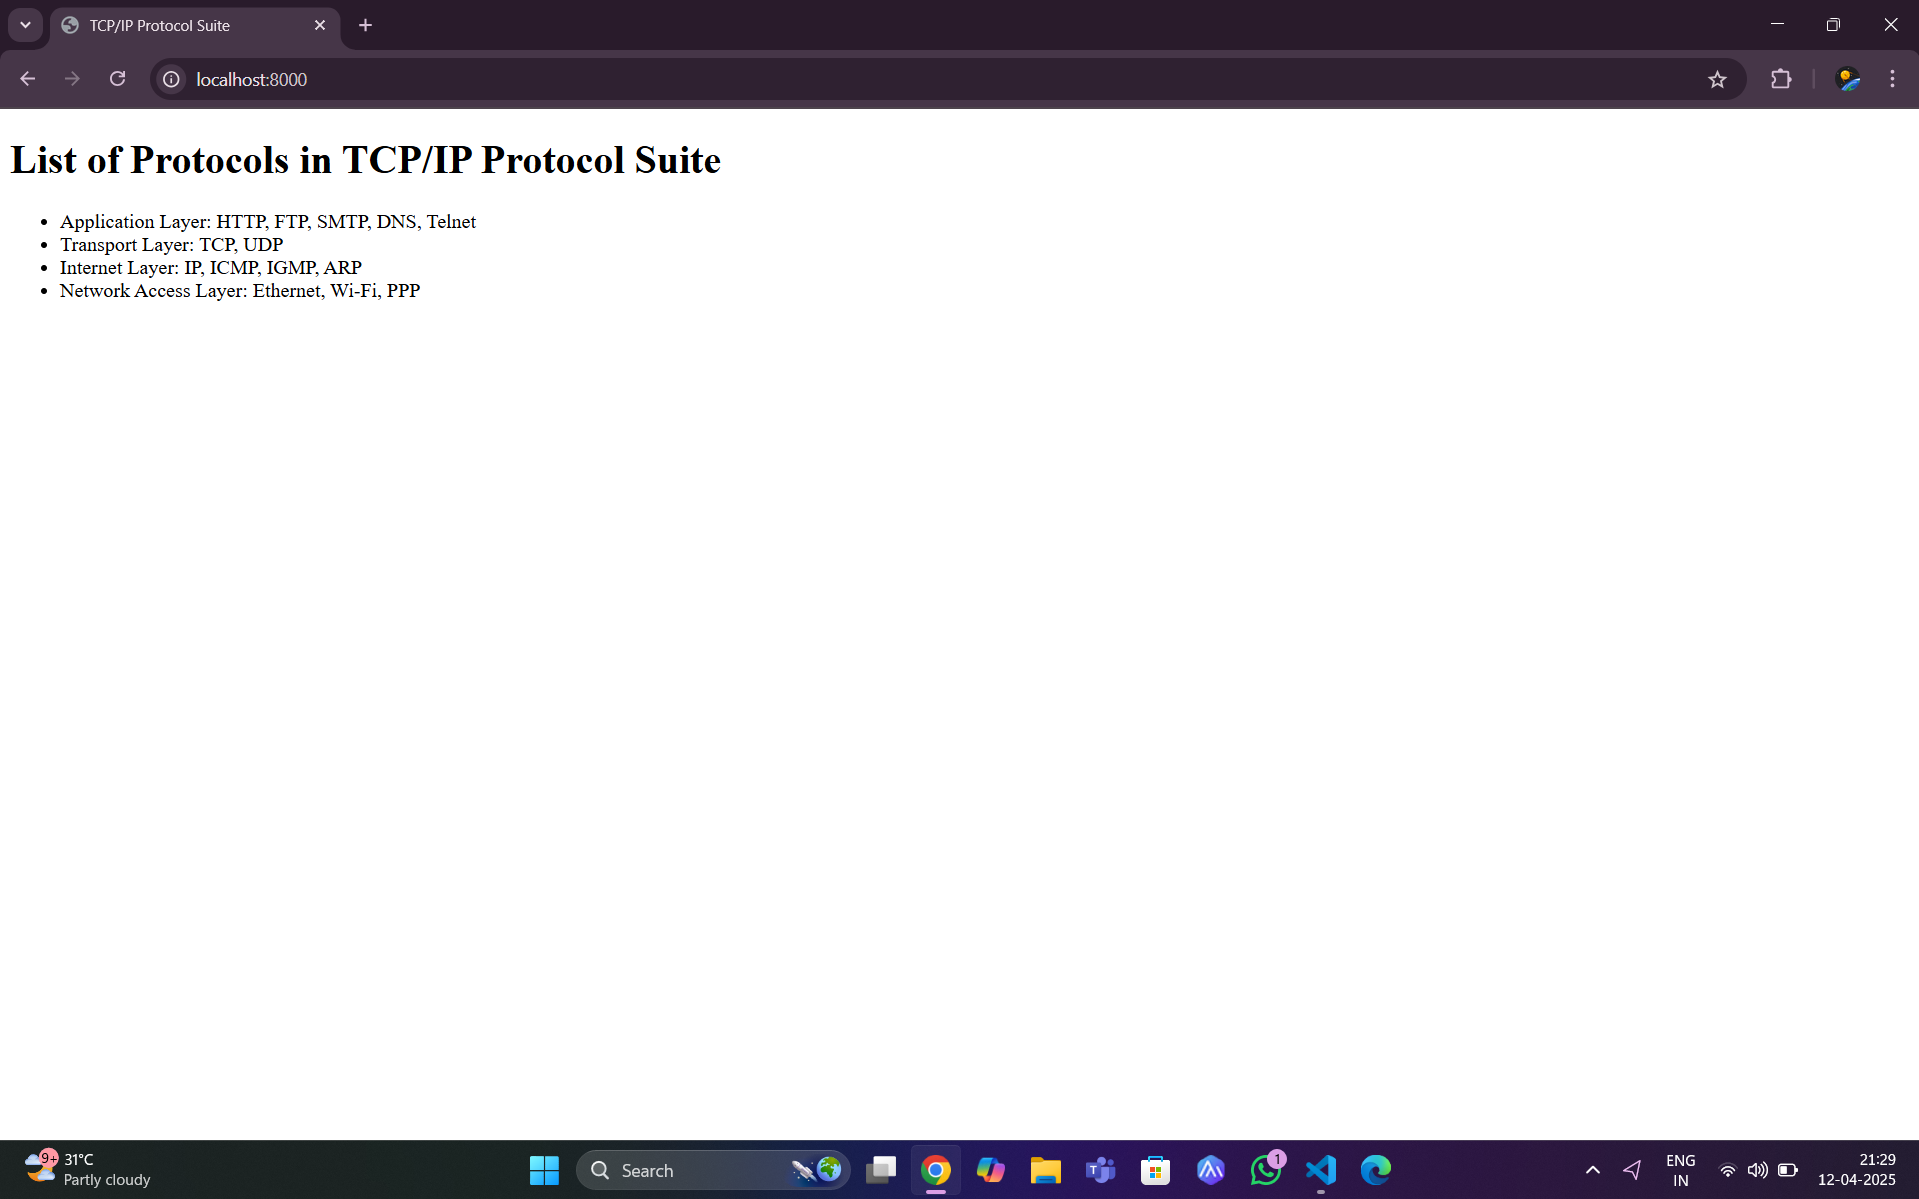 TCP/IP Protocol Suite
localhost:8000
List of Protocols in TCP/IP Protocol Suite
Application Layer: HTTP, FTP, SMTP, DNS, Telnet
Transport Layer: TCP, UDP
Internet Layer: IP, ICMP, IGMP, ARP
Network Access Layer: Ethernet, Wi-Fi, PPP
9+
31°C
Partly cloudy
Search
T
1
ENG
IN
21:29
12-04-2025